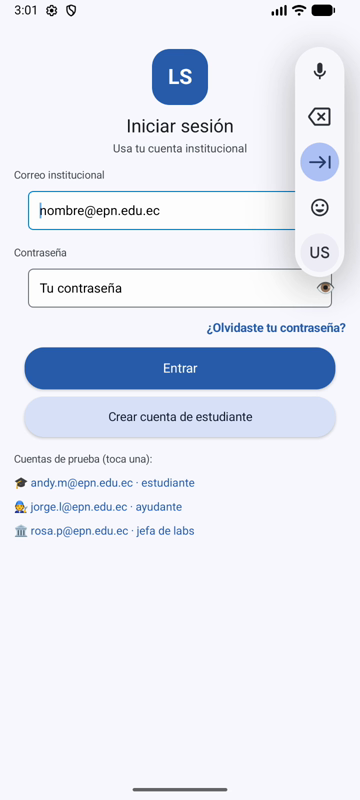 3:01
LS
Iniciar sesión
Usa tu cuenta institucional
Correo institucional
nombre@epn.edu.ec
US
Contraseña
Tu contraseña
¿Olvidaste tu contraseña?
Entrar
Crear cuenta de estudiante
Cuentas de prueba (toca una):
andy.m@epn.edu.ec · estudiante
jorge.l@epn.edu.ec · ayudante
rosa.p@epn.edu.ec · jefa de labs